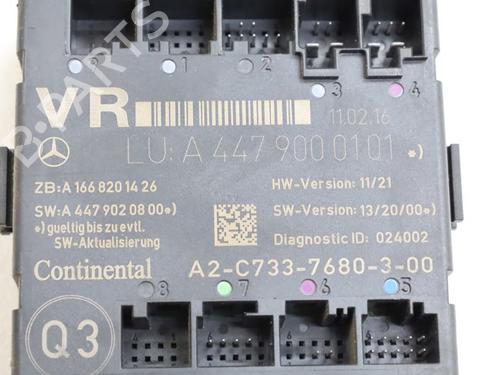 B-PARTS
2 1 2 3 4
VR
11.02.16
LU: A 447 900 01 01 *)
ZB:A 166 820 14 26
HW-Version: 11/21
SW:A 447 902 08 00*)
SW-Version: 13/20/00*)
*) gueltig bis zu evtl.
SW-Aktualisierung
Diagnostic ID: 024002
Continental
A2-C733-7680-3-00
8 7 6 5
Q3